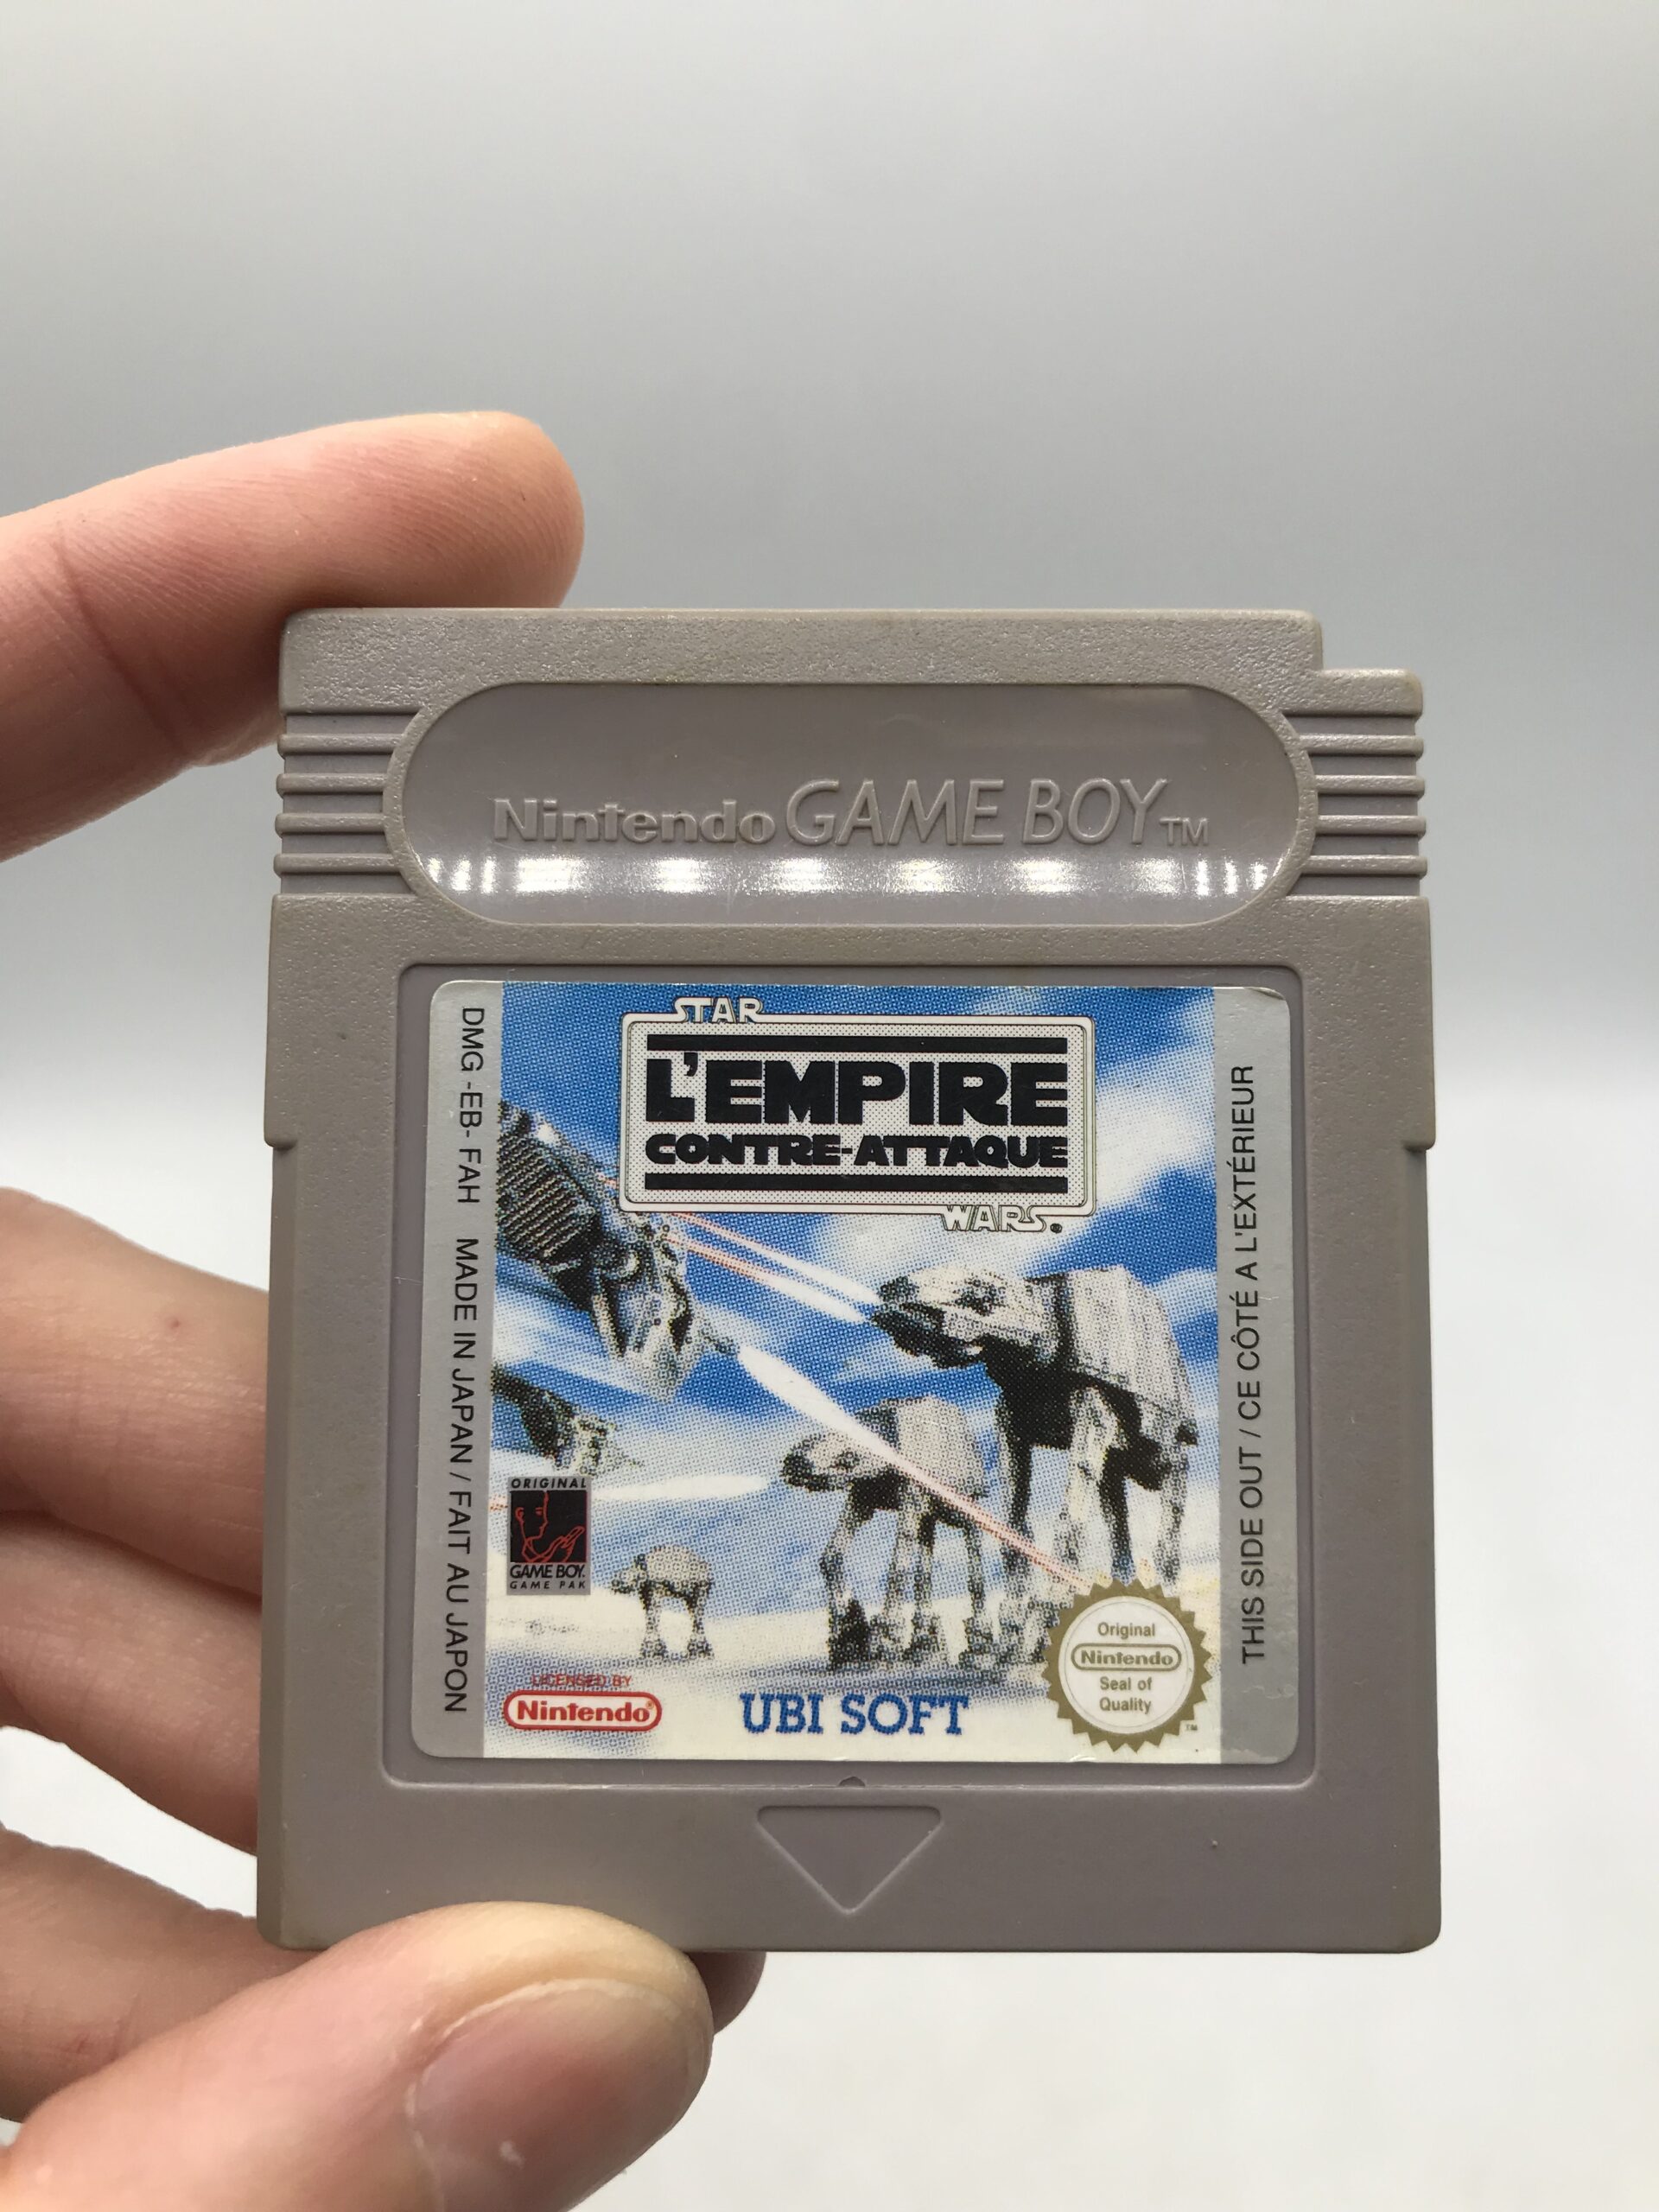 Nintendo GAME BOY TM
DMG-EB-FAH MADE IN JAPAN / FAIT AU JAPON
STAR
L'EMPIRE
CONTRE-ATTAQUE
WARS
ORIGINAL
GAME BOY
GAME PAK
LICENSED BY
Nintendo
UBI SOFT
Original
Nintendo
Seal of
Quality
TM
THIS SIDE OUT / CE CÔTÉ A L'EXTÉRIEUR